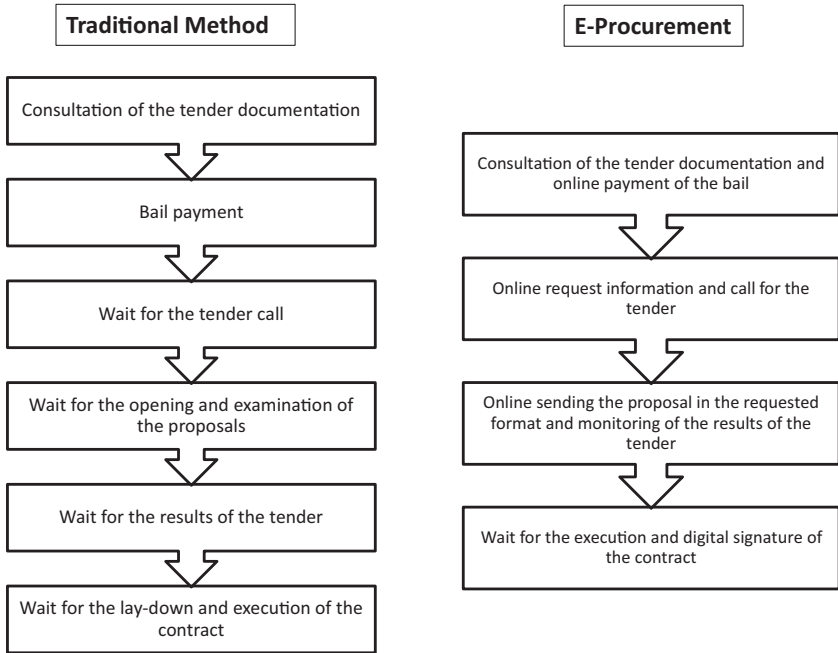 Traditional Method
Consultation of the tender documentation
Bail payment
Wait for the tender call
Wait for the opening and examination of
the proposals
Wait for the results of the tender
Wait for the lay-down and execution of the
contract
E-Procurement
Consultation of the tender documentation and
online payment of the bail
Online request information and call for the
tender
Online sending the proposal in the requested
format and monitoring of the results of the
tender
Wait for the execution and digital signature of
the contract